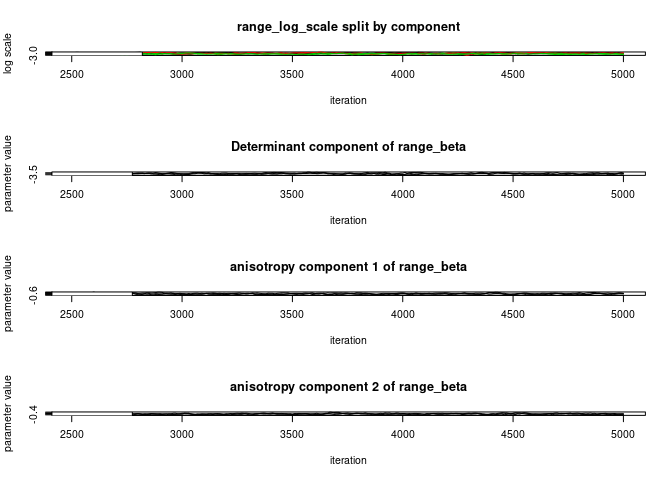 range_log_scale split by component
log scale
-3.0
2500 3000 3500 4000 4500 5000
iteration
Determinant component of range_beta
parameter value
-3.5
2500 3000 3500 4000 4500 5000
iteration
anisotropy component 1 of range_beta
parameter value
-0.6
2500 3000 3500 4000 4500 5000
iteration
anisotropy component 2 of range_beta
parameter value
-0.4
2500 3000 3500 4000 4500 5000
iteration